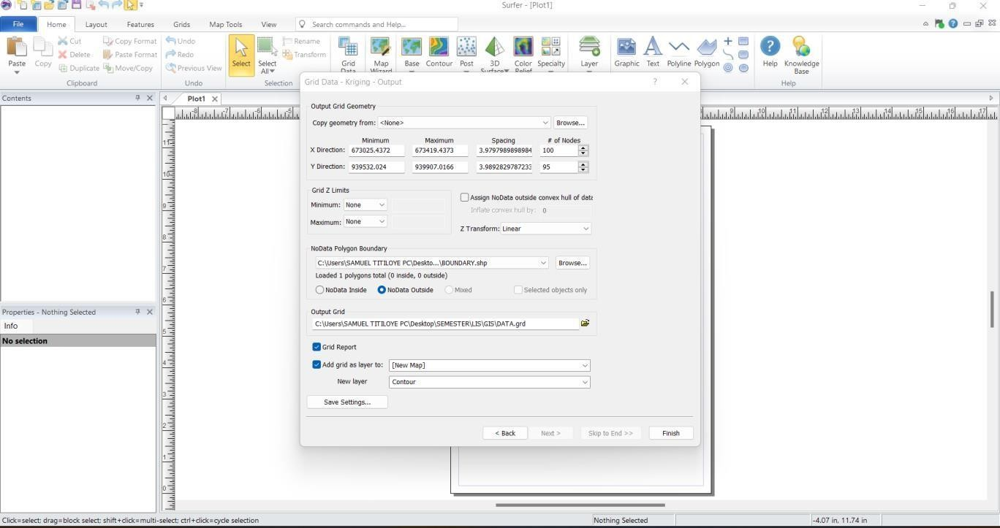 Surfer - [Plot1]
File Home Layout Features Grids Map Tools View Search commands and Help...
Paste Copy Cut Delete Duplicate Copy Format Paste Format Move/Copy
Clipboard
Undo Redo Previous View
Undo
Select Select All Rename Transform
Selection
Grid Data Map Wizard Base Contour Post 3D Surface Color Relief Specialty Layer Graphic Text Polyline Polygon
Help Knowledge Base
Help
Contents
Plot1
Properties - Nothing Selected
Info
No selection
Grid Data - Kriging - Output
Output Grid Geometry
Copy geometry from: <None> Browse...
Minimum Maximum Spacing # of Nodes
X Direction: 673025.4372 673419.4373 3.9797989898984 100
Y Direction: 939532.024 939907.0166 3.9892829787233 95
Grid Z Limits
Minimum: None
Maximum: None
Assign NoData outside convex hull of data
Inflate convex hull by: 0
Z Transform: Linear
NoData Polygon Boundary
C:\Users\SAMUEL TITILOYE PC\Deskto...\BOUNDARY.shp Browse...
Loaded 1 polygons total (0 inside, 0 outside)
NoData Inside NoData Outside Mixed Selected objects only
Output Grid
C:\Users\SAMUEL TITILOYE PC\Desktop\SEMESTER\LIS\GIS\DATA.grd
Grid Report
Add grid as layer to: [New Map]
New layer Contour
Save Settings...
< Back Next > Skip to End >> Finish
Click=select; drag=block select; shift+click=multi-select; ctrl+click=cycle selection Nothing Selected -4.07 in, 11.74 in